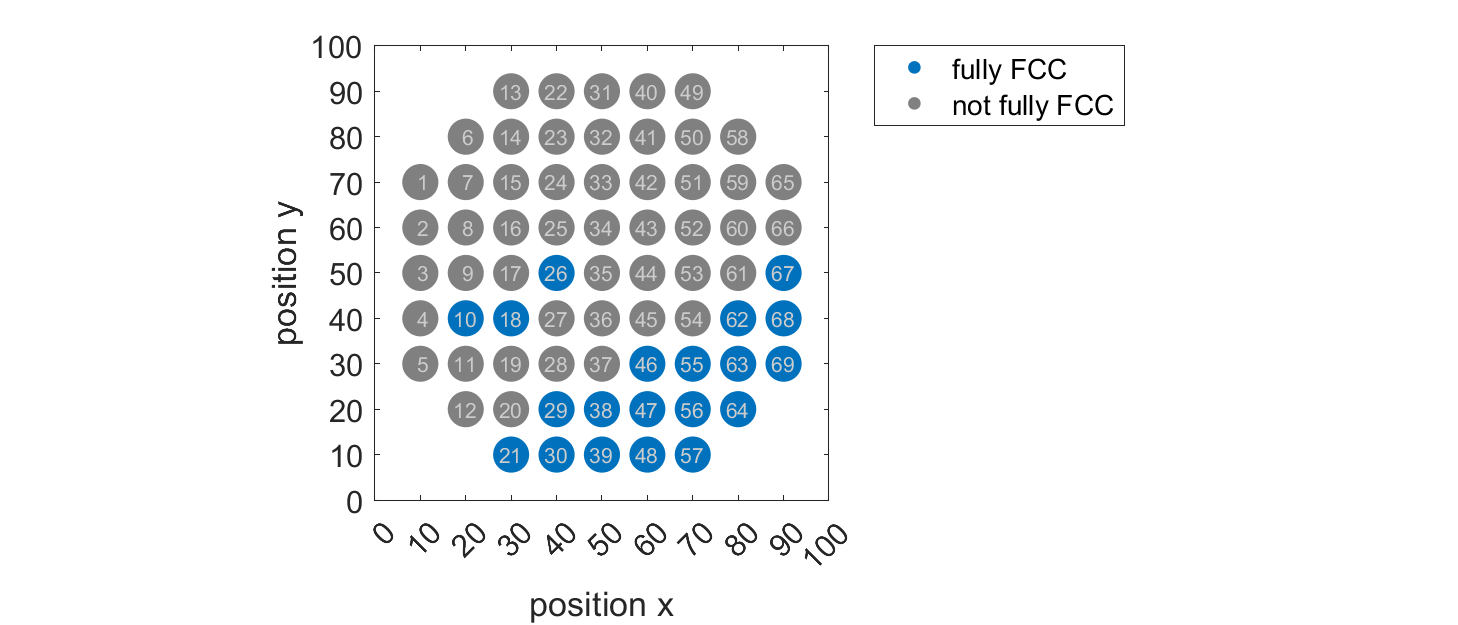 100
90
80
70
60
50
40
30
20
10
0
position y
13 22 31 40 49
6 14 23 32 41 50 58
1 7 15 24 33 42 51 59 65
2 8 16 25 34 43 52 60 66
3 9 17 26 35 44 53 61 67
4 10 18 27 36 45 54 62 68
5 11 19 28 37 46 55 63 69
12 20 29 38 47 56 64
21 30 39 48 57
0 10 20 30 40 50 60 70 80 90 100
position x
fully FCC
not fully FCC